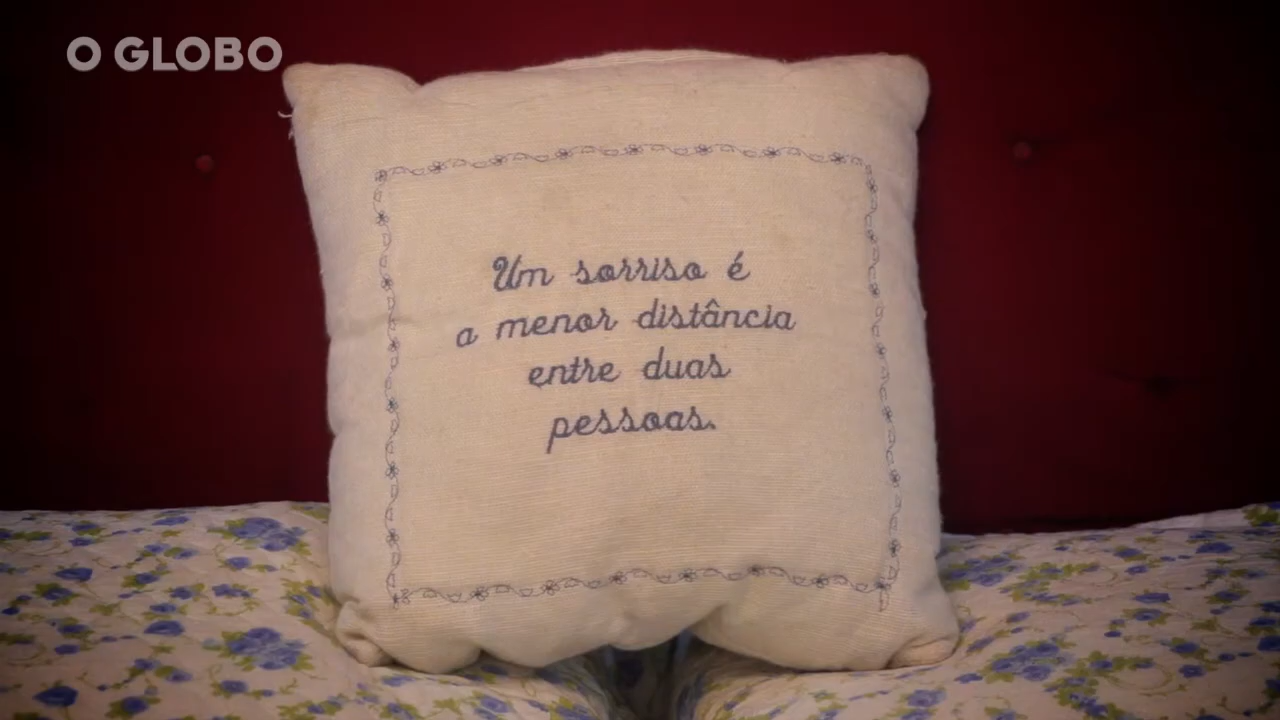 O GLOBO
Um sorriso é
a menor distância
entre duas
pessoas.